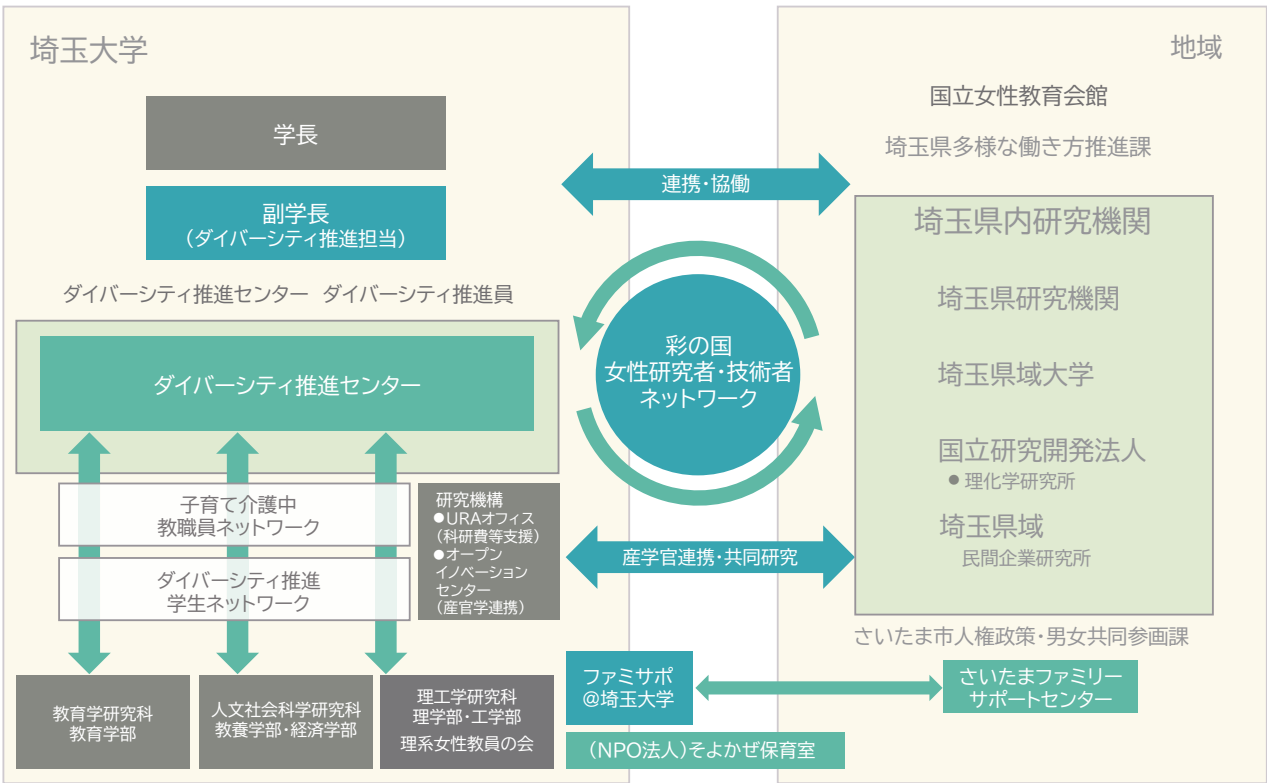 埼玉大学
学長
副学長
(ダイバーシティ推進担当)
ダイバーシティ推進センター ダイバーシティ推進員
ダイバーシティ推進センター
子育て介護中
教職員ネットワーク
ダイバーシティ推進
学生ネットワーク
研究機構
●URAオフィス
(科研費等支援)
●オープン
イノベーション
センター
(産官学連携)
教育学研究科
教育学部
人文社会科学研究科
教養学部・経済学部
理工学研究科
理学部・工学部
理系女性教員の会
連携・協働
彩の国
女性研究者・技術者
ネットワーク
産学官連携・共同研究
ファミサポ
@埼玉大学
(NPO法人)そよかぜ保育室
地域
国立女性教育会館
埼玉県多様な働き方推進課
埼玉県内研究機関
埼玉県研究機関
埼玉県域大学
国立研究開発法人
● 理化学研究所
埼玉県域
民間企業研究所
さいたま市人権政策・男女共同参画課
さいたまファミリー
サポートセンター